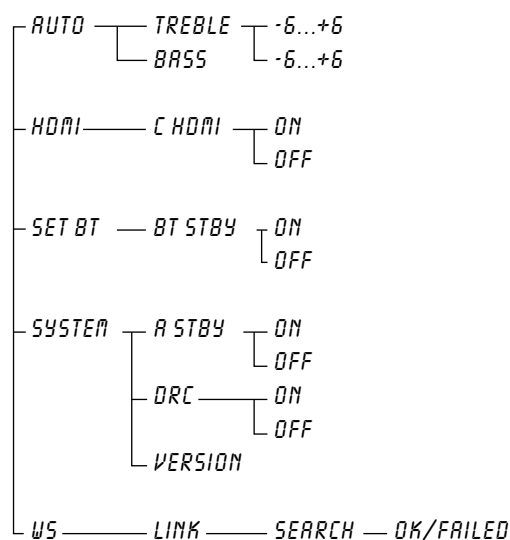 AUTO TREBLE -6...+6
BASS -6...+6
HDMI C HDMI ON
OFF
SET BT BT STBY ON
OFF
SYSTEM A STBY ON
OFF
DRC ON
OFF
VERSION
WS LINK SEARCH OK/FAILED